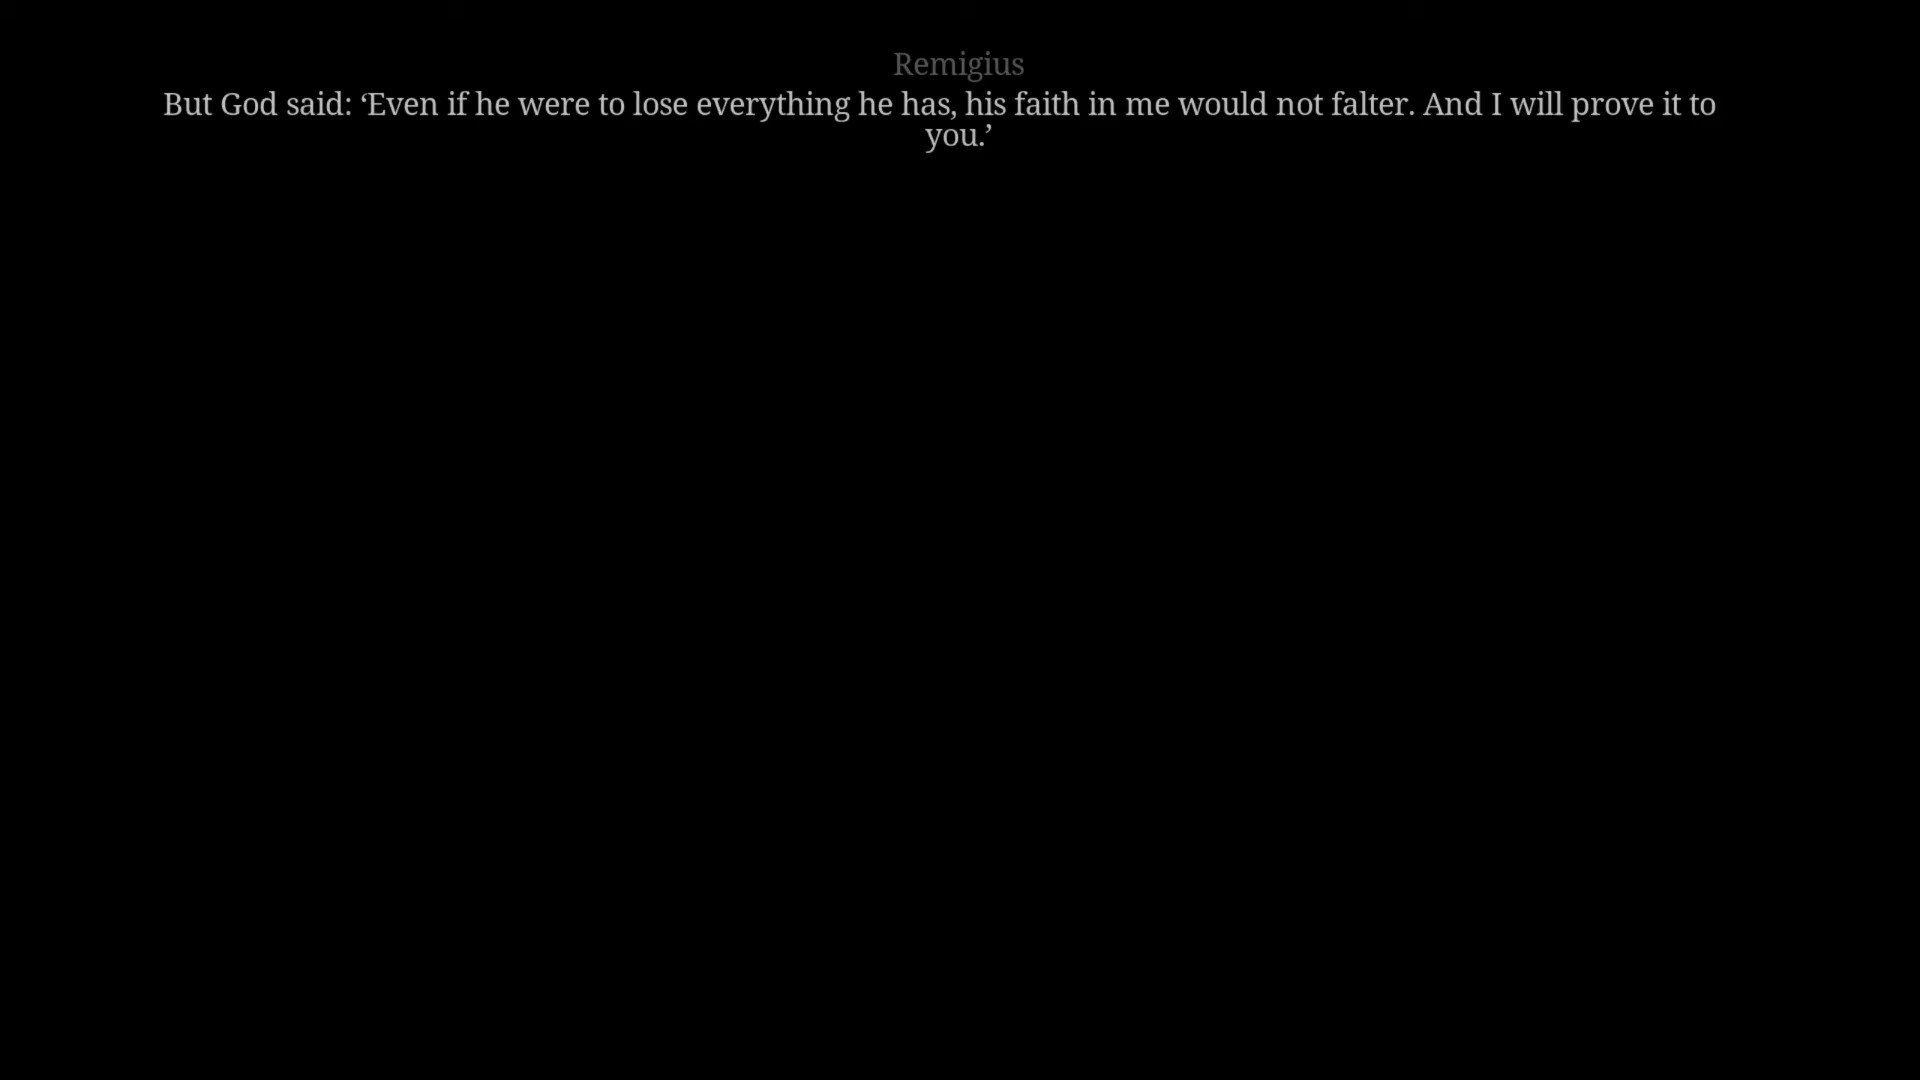 Remigius
But God said: ‘Even if he were to lose everything he has, his faith in me would not falter. And I will prove it to
you.’